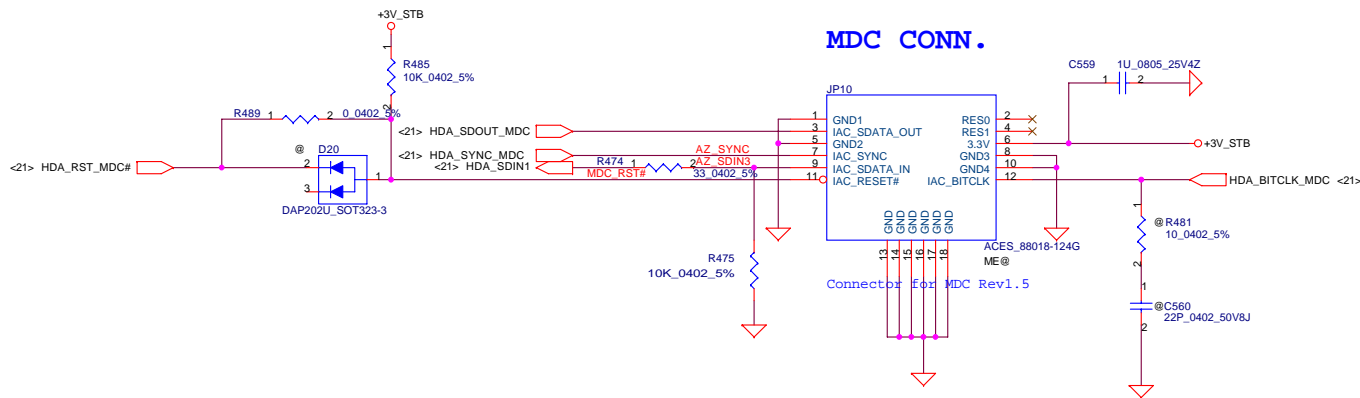 MDC CONN.
+3V_STB
1
R485
10K_0402_5%
2
R489
1
2
0_0402_5%
<21> HDA_RST_MDC#
@
D20
2
3
1
DAP202U_SOT323-3
<21> HDA_SDOUT_MDC
<21> HDA_SYNC_MDC
<21> HDA_SDIN1
AZ_SYNC
AZ_SDIN3
MDC_RST#
R474
1
2
33_0402_5%
R475
10K_0402_5%
JP10
1 GND1
3 IAC_SDATA_OUT
5 GND2
7 IAC_SYNC
9 IAC_SDATA_IN
11 IAC_RESET#
RES0 2
RES1 4
3.3V 6
GND3 8
GND4 10
IAC_BITCLK 12
GND GND GND GND GND GND
13 14 15 16 17 18
ACES_88018-124G
ME@
Connector for MDC Rev1.5
C559
1U_0805_25V4Z
1
2
+3V_STB
HDA_BITCLK_MDC <21>
1
@ R481
10_0402_5%
2
1
@ C560
22P_0402_50V8J
2